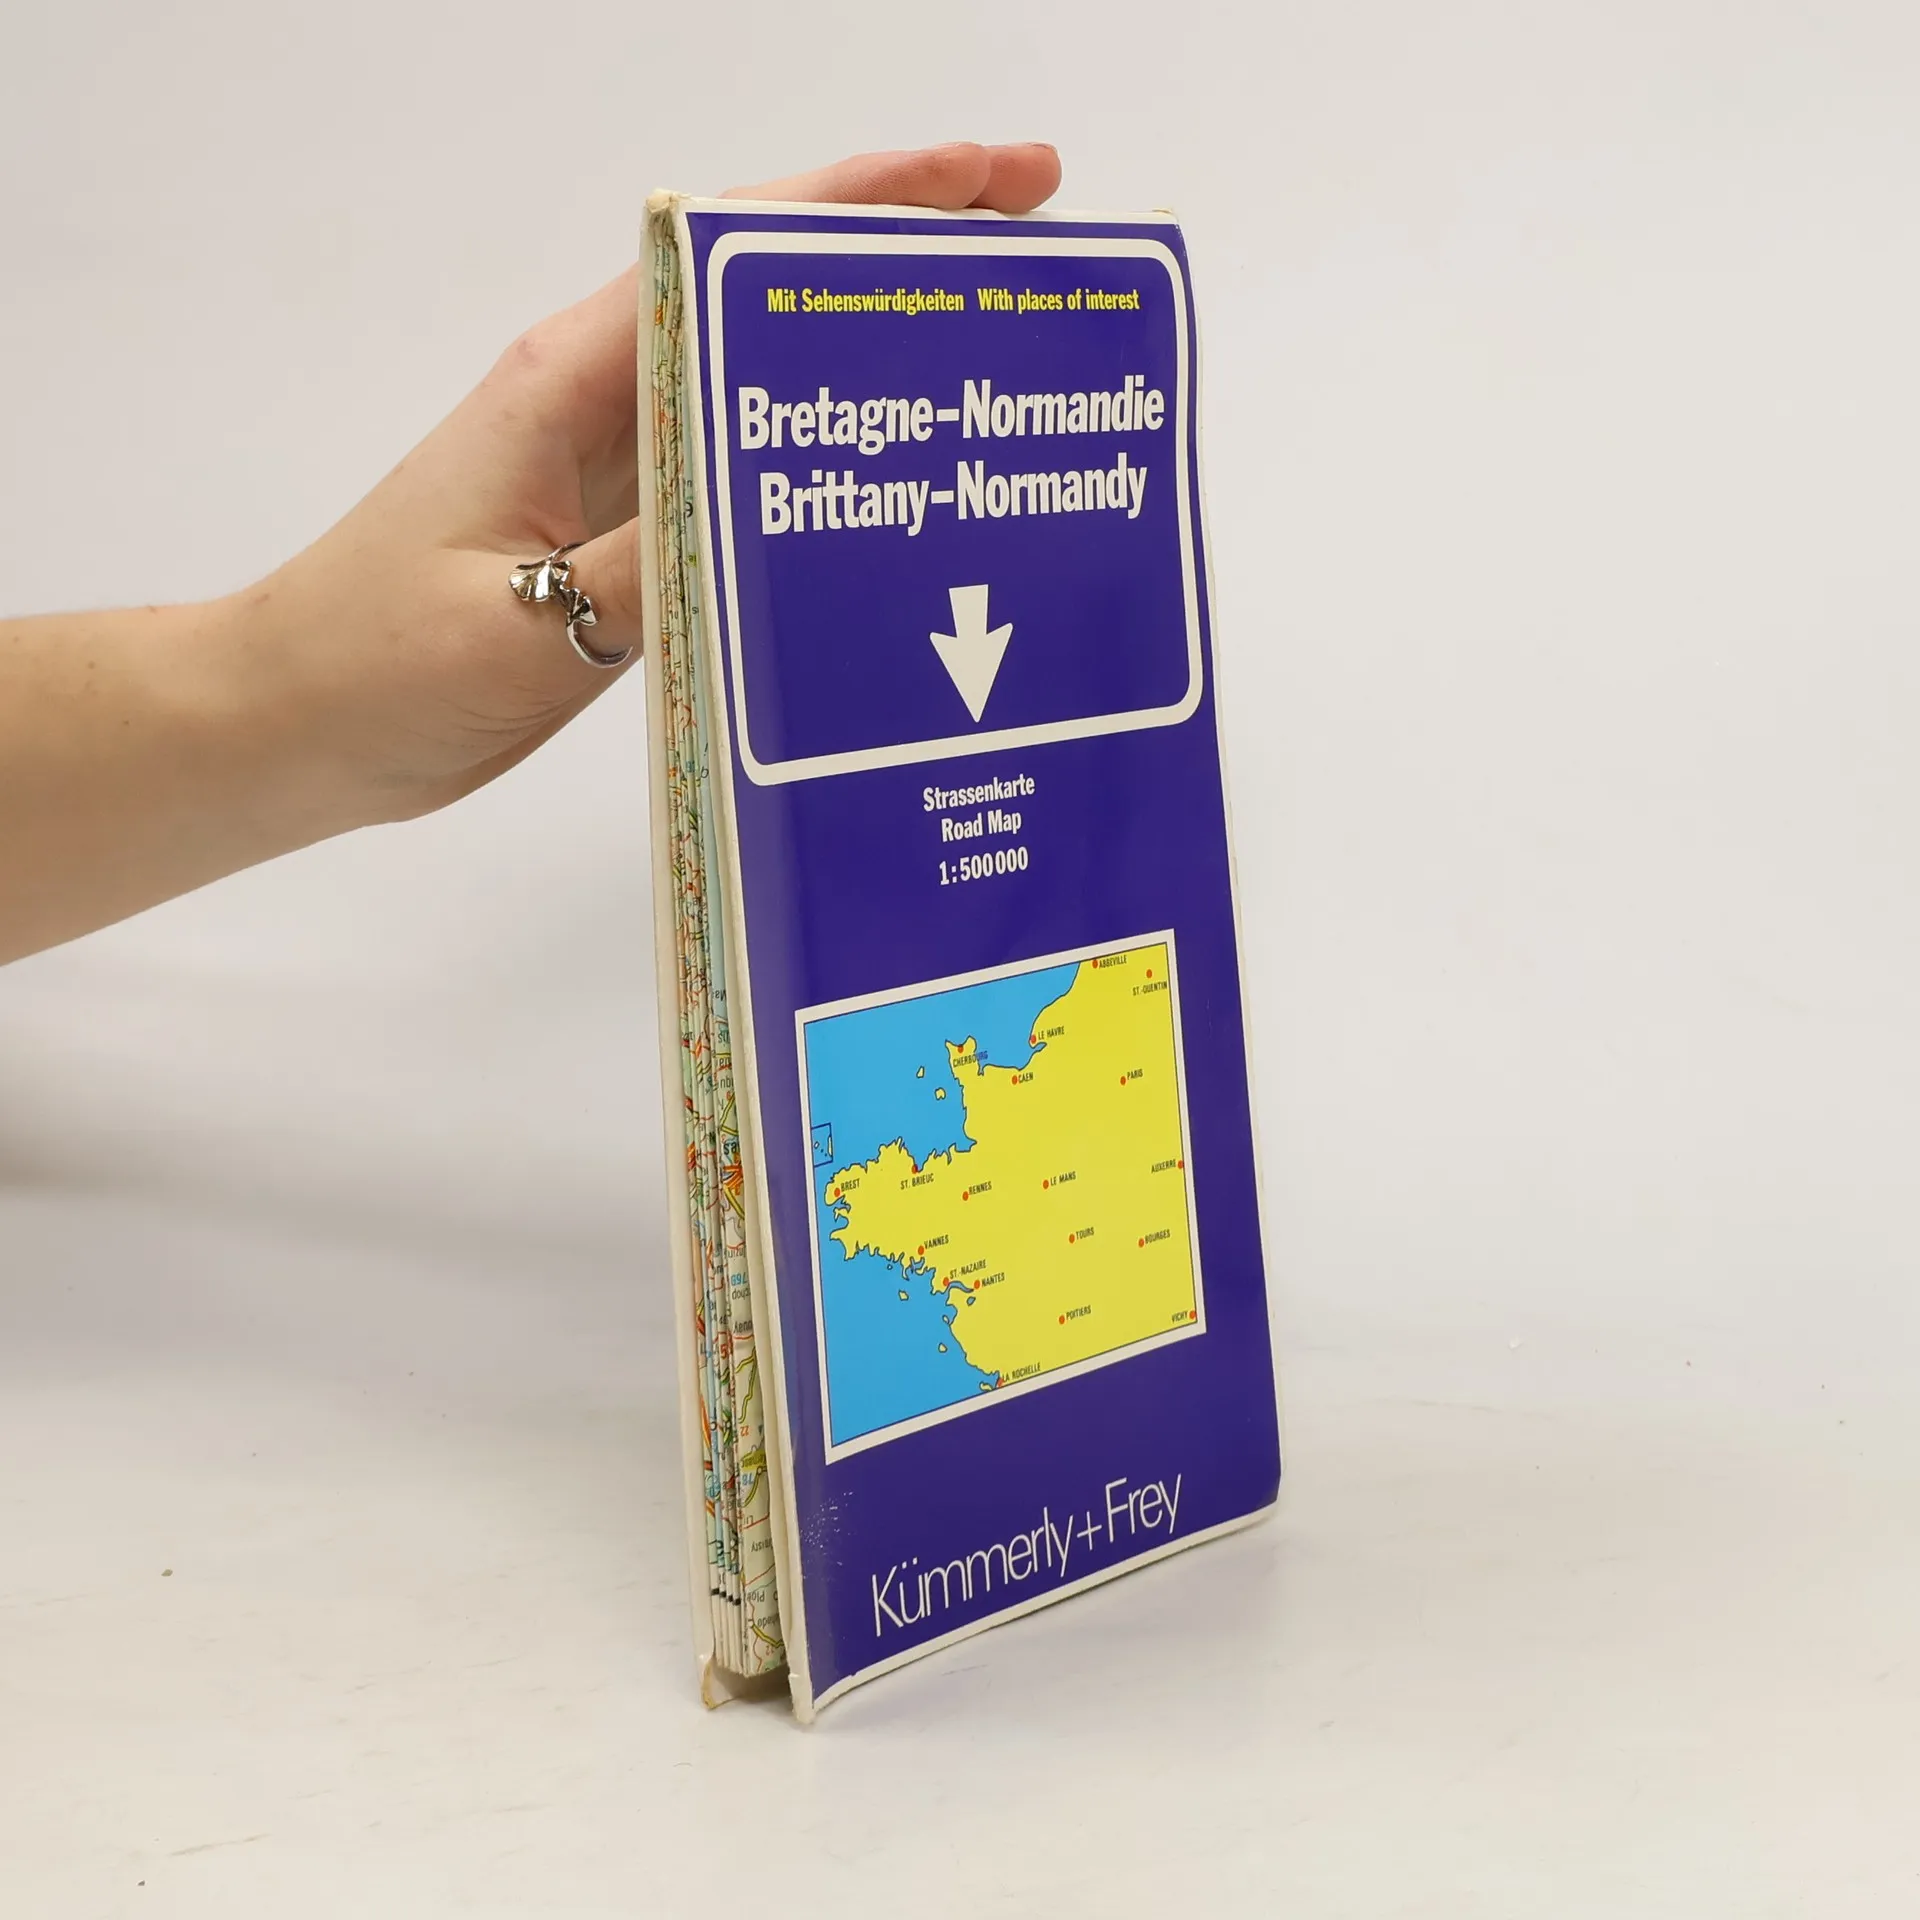 Mit Sehenswürdigkeiten With places of interest
Bretagne-Normandie
Brittany-Normandy
Strassenkarte
Road Map
1:500000
ABBEVILLE
ST.-QUENTIN
LE HAVRE
CHERBOURG
CAEN
PARIS
AUXERRE
BREST
ST. BRIEUC
RENNES
LE MANS
VANNES
TOURS
BOURGES
ST.-NAZAIRE
NANTES
POITIERS
VICHY
LA ROCHELLE
Kümmerly+Frey